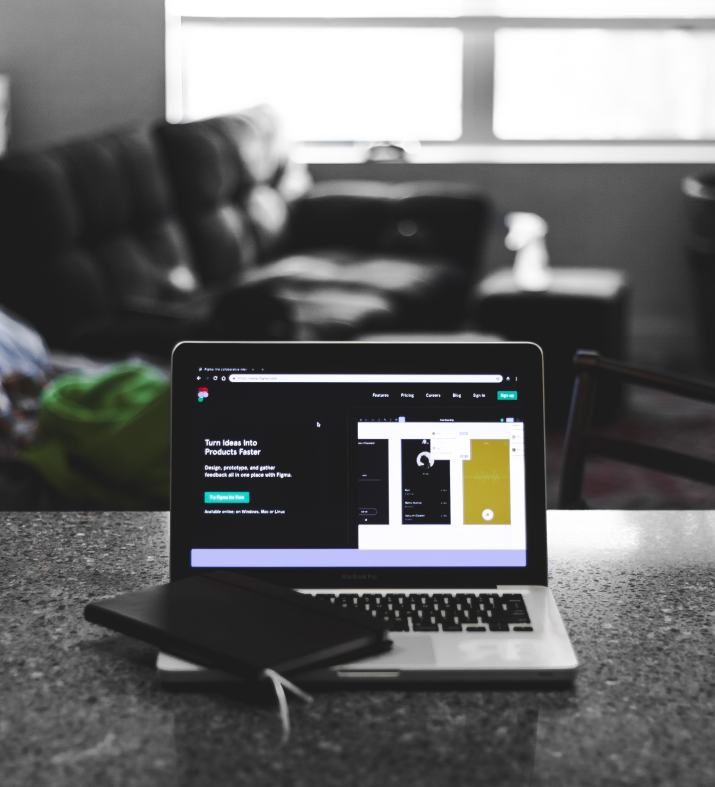 Features Pricing Careers Blog Sign in Sign up
Turn Ideas Into
Products Faster
Design, prototype, and gather
feedback all in one place with Figma.
Try Figma for free
Available online: on Windows, Mac or Linux
MacBook Pro